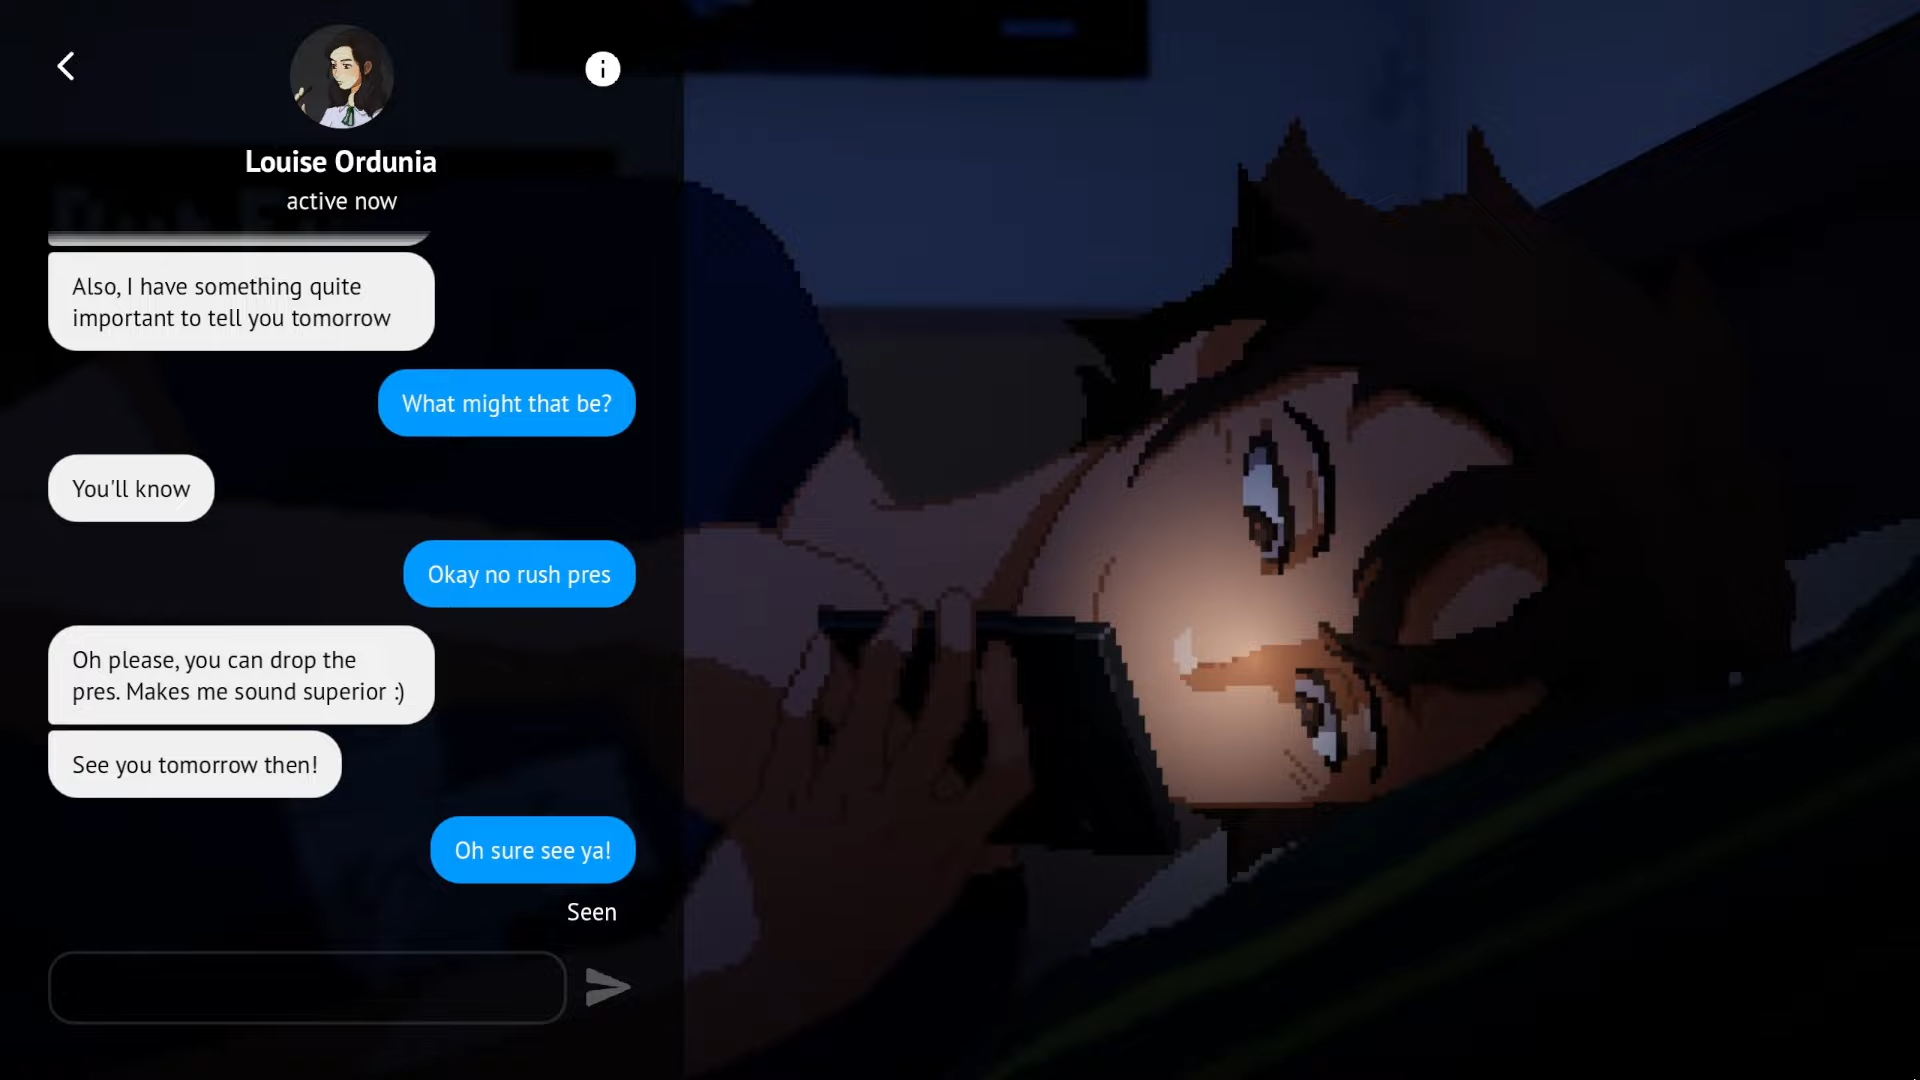 Louise Ordunia
active now
Also, I have something quite
important to tell you tomorrow
What might that be?
You'll know
Okay no rush pres
Oh please, you can drop the
pres. Makes me sound superior :)
See you tomorrow then!
Oh sure see ya!
Seen